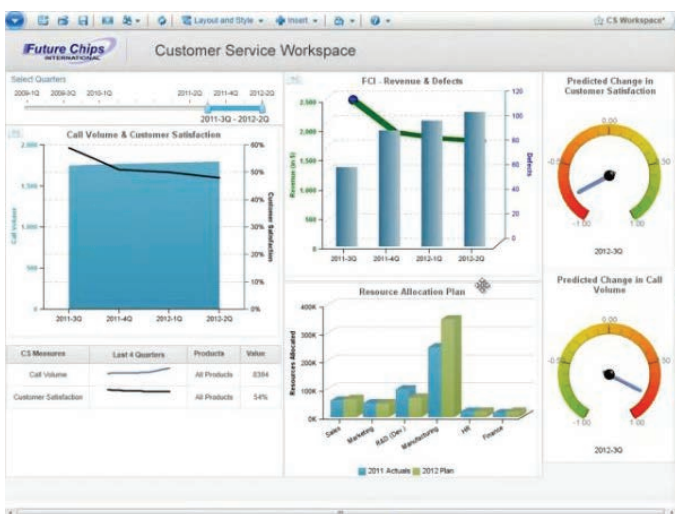 Layout and Style
Insert
CS Workspace*
Future Chips
INTERNATIONAL
Customer Service Workspace
Select Quarters
2009-1Q 2009-3Q 2010-1Q 2011-2Q 2011-4Q 2012-2Q
2011-3Q - 2012-2Q
Call Volume & Customer Satisfaction
2,000
1,500
1,000
500
0
Call Volume
60%
50%
40%
30%
20%
10%
0%
Customer Satisfaction
2011-3Q 2011-4Q 2012-1Q 2012-2Q
CS Measures Last 4 Quarters Products Value
Call Volume All Products 8384
Customer Satisfaction All Products 54%
FCI - Revenue & Defects
2,500
2,000
1,500
1,000
500
0
Revenue (in $)
120
100
80
60
40
20
0
Defects
2011-3Q 2011-4Q 2012-1Q 2012-2Q
Resource Allocation Plan
400K
300K
200K
100K
0K
Resources Allocated
Sales Marketing R&D (Dev.) Manufacturing HR Finance
2011 Actuals 2012 Plan
Predicted Change in
Customer Satisfaction
0.00
-0.50 0.50
-1.00 1.00
2012-3Q
Predicted Change in Call
Volume
0.00
-0.50 0.50
-1.00 1.00
2012-3Q